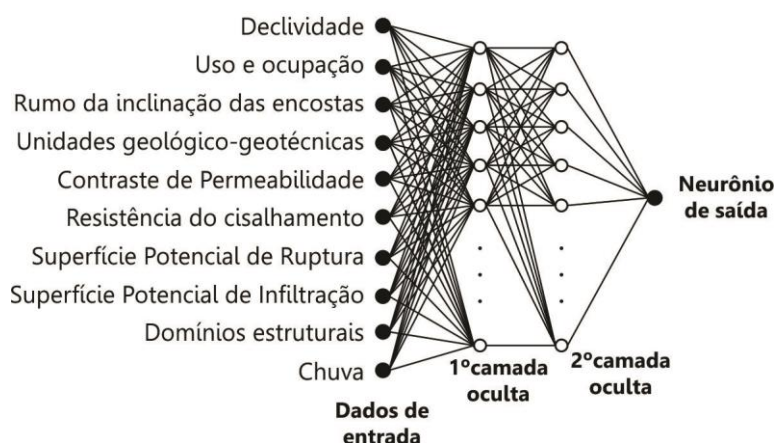 Declividade
Uso e ocupação
Rumo da inclinação das encostas
Unidades geológico-geotécnicas
Contraste de Permeabilidade
Resistência do cisalhamento
Superfície Potencial de Ruptura
Superfície Potencial de Infiltração
Domínios estruturais
Chuva
Dados de
entrada
1ºcamada
oculta
2ºcamada
oculta
Neurônio
de saída